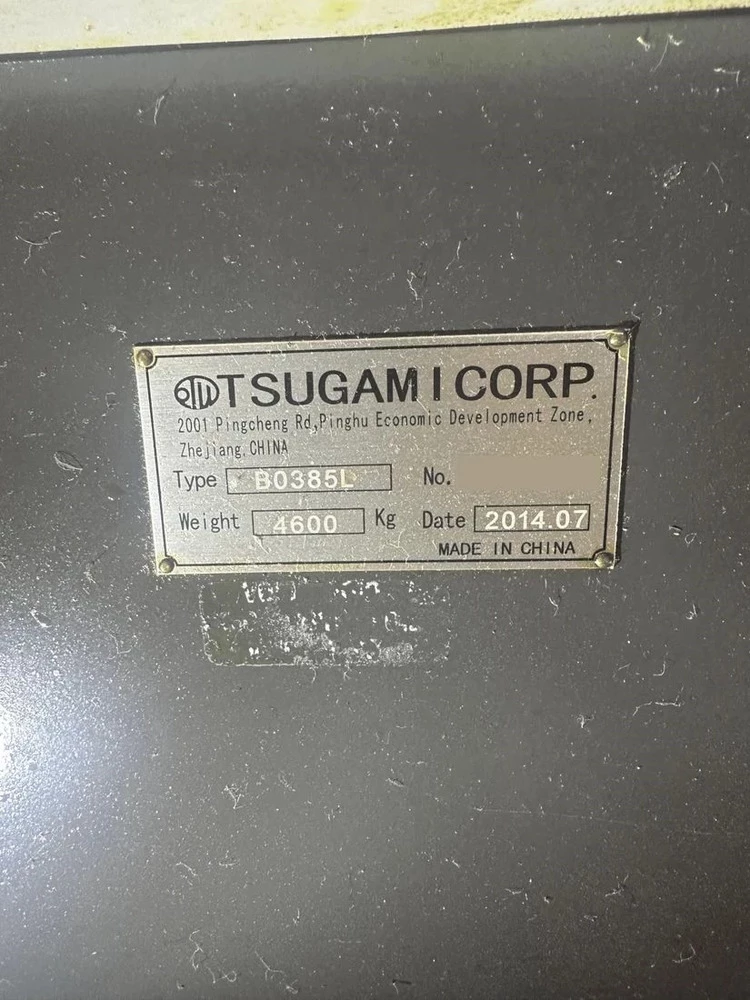 TSUGAMI CORP.
2001 Pingcheng Rd,Pinghu Economic Development Zone,
Zhejiang.CHINA
Type B0385L No.
Weight 4600 Kg Date 2014.07
MADE IN CHINA